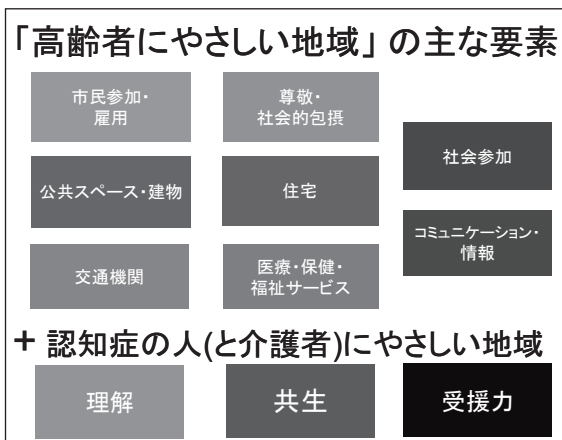 「高齢者にやさしい地域」の主な要素
市民参加・
雇用
尊敬・
社会的包摂
社会参加
公共スペース・建物
住宅
コミュニケーション・
情報
交通機関
医療・保健・
福祉サービス
+ 認知症の人(と介護者)にやさしい地域
理解
共生
受援力